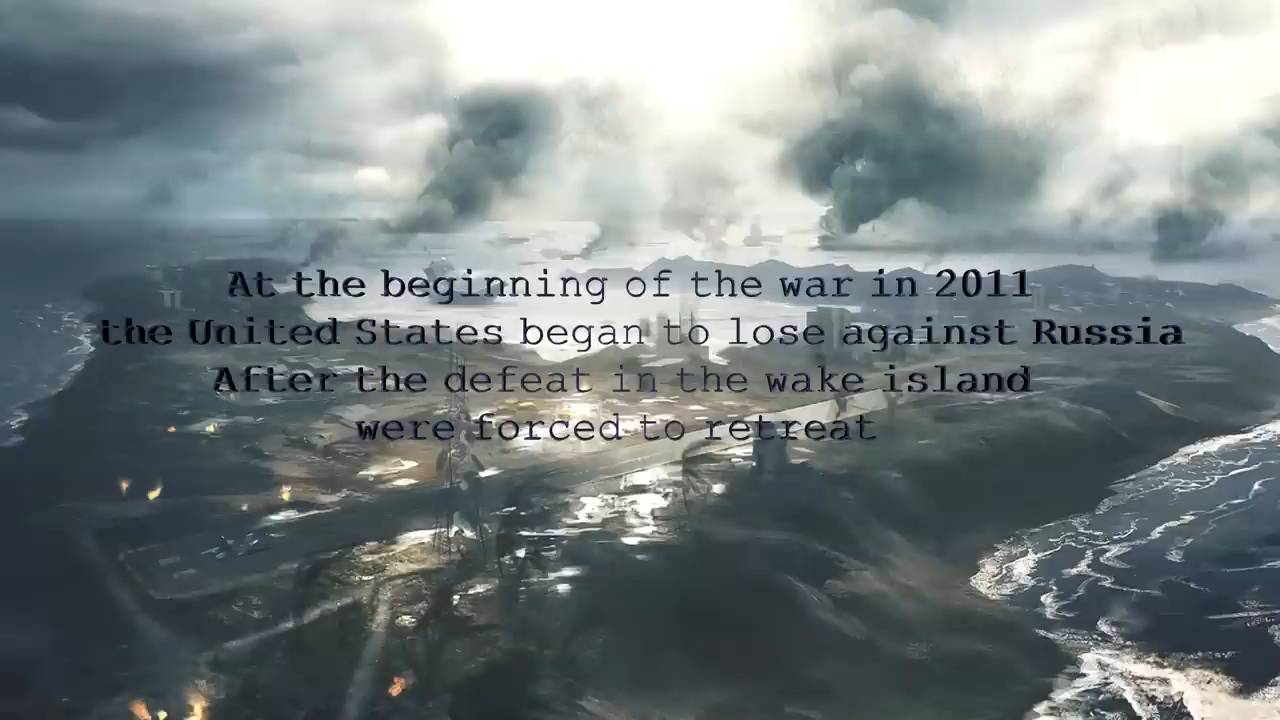 At the beginning of the war in 2011
the United States began to lose against Russia
After the defeat in the wake island
were forced to retreat